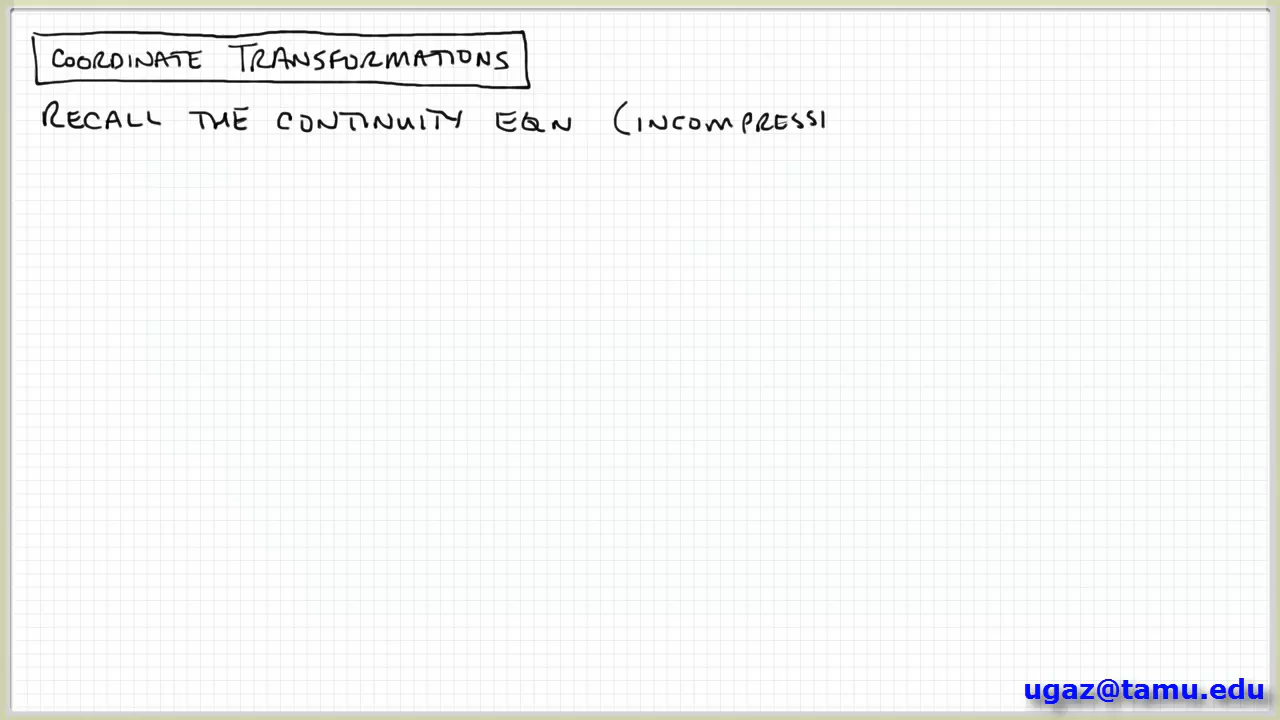 COORDINATE TRANSFORMATIONS
RECALL THE CONTINUITY EQN (INCOMPRESSI
ugaz@tamu.edu